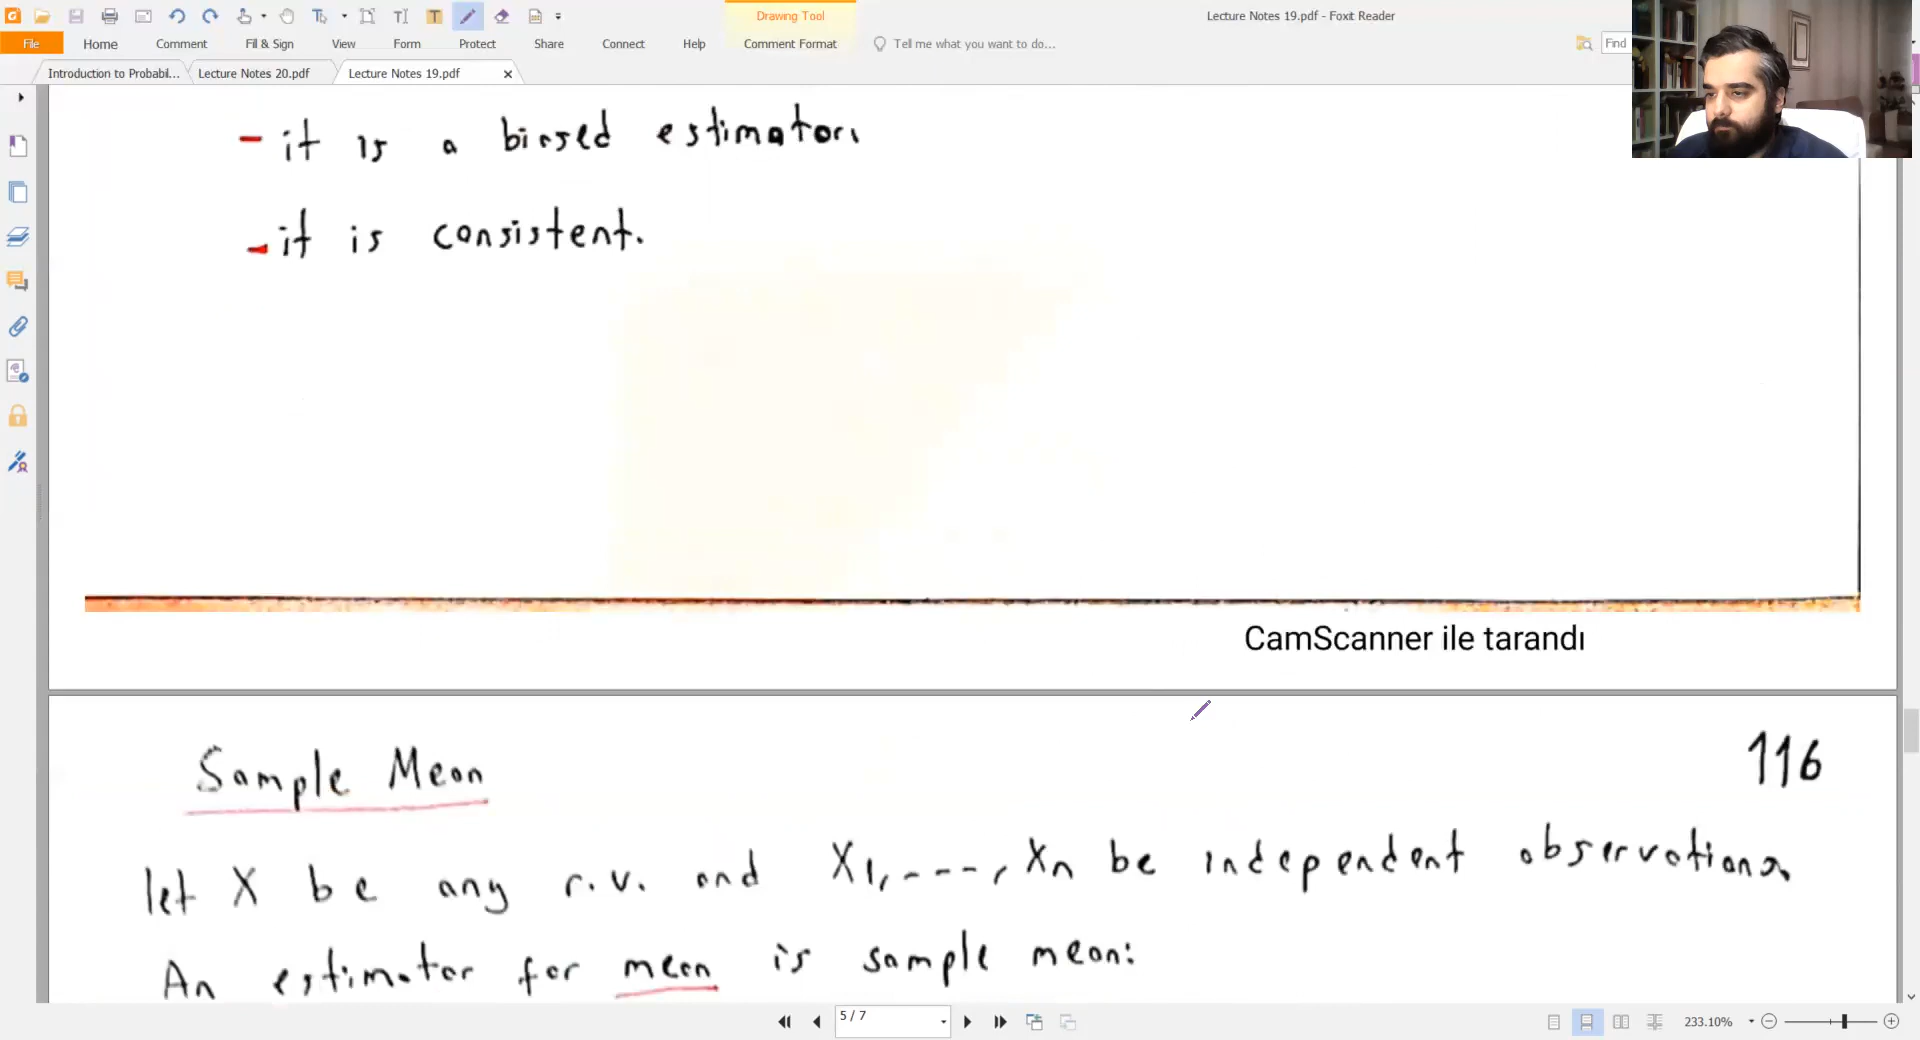 Lecture Notes 19.pdf - Foxit Reader
Drawing Tool
File Home Comment Fill & Sign View Form Protect Share Connect Help Comment Format Tell me what you want to do... Find
Introduction to Probabil... Lecture Notes 20.pdf Lecture Notes 19.pdf
- it is a biased estimator.
- it is consistent.
CamScanner ile tarandı
Sample Mean 116
let X be any r.v. and X1, ----, Xn be independent observations.
An estimator for mean is sample mean:
5 / 7
233.10%